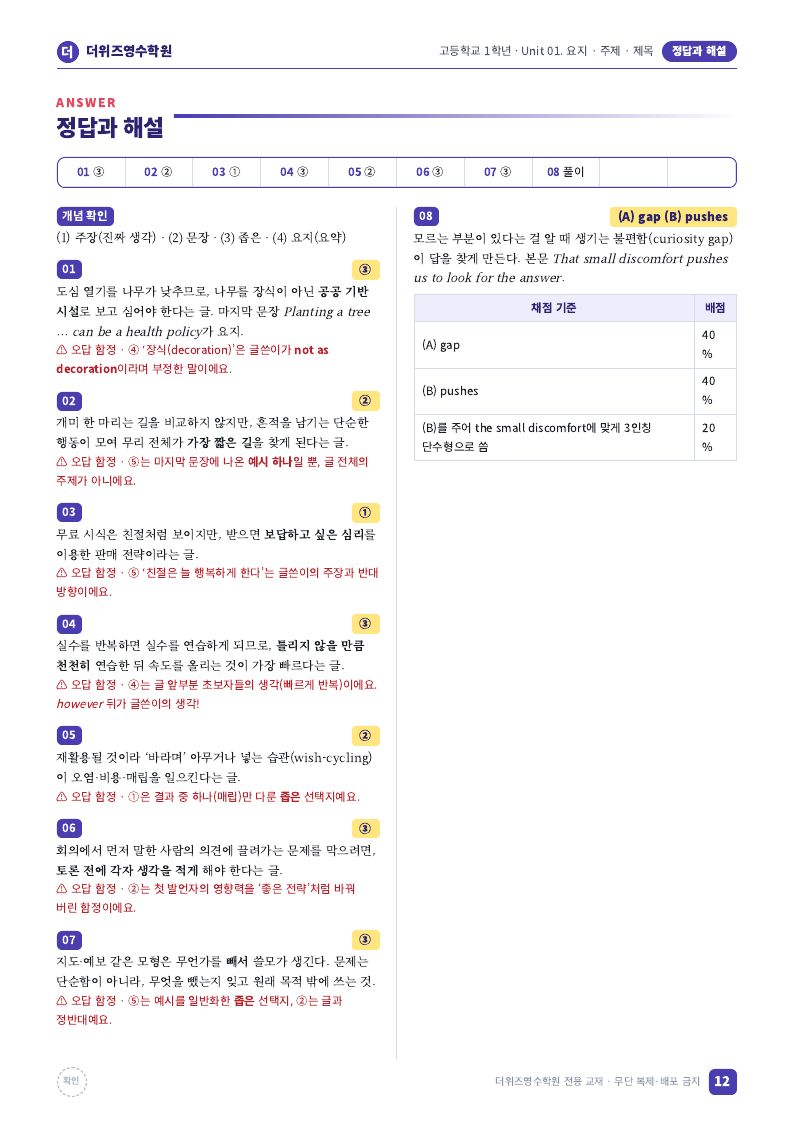 더 더위즈영수학원
고등학교 1학년 · Unit 01. 요지 · 주제 · 제목 정답과 해설
ANSWER
정답과 해설
01 ③ 02 ② 03 ① 04 ③ 05 ② 06 ③ 07 ③ 08 풀이
개념 확인
(1) 주장(진짜 생각) · (2) 문장 · (3) 좁은 · (4) 요지(요약)
01 ③
도심 열기를 나무가 낮추므로, 나무를 장식이 아닌 공공 기반
시설로 보고 심어야 한다는 글. 마지막 문장 Planting a tree
… can be a health policy가 요지.
⚠ 오답 함정 · ④ ‘장식(decoration)’은 글쓴이가 not as
decoration이라며 부정한 말이에요.
02 ②
개미 한 마리는 길을 비교하지 않지만, 흔적을 남기는 단순한
행동이 모여 무리 전체가 가장 짧은 길을 찾게 된다는 글.
⚠ 오답 함정 · ⑤는 마지막 문장에 나온 예시 하나일 뿐, 글 전체의
주제가 아니에요.
03 ①
무료 시식은 친절처럼 보이지만, 받으면 보답하고 싶은 심리를
이용한 판매 전략이라는 글.
⚠ 오답 함정 · ⑤ ‘친절은 늘 행복하게 한다’는 글쓴이의 주장과 반대
방향이에요.
04 ③
실수를 반복하면 실수를 연습하게 되므로, 틀리지 않을 만큼
천천히 연습한 뒤 속도를 올리는 것이 가장 빠르다는 글.
⚠ 오답 함정 · ④는 글 앞부분 초보자들의 생각(빠르게 반복)이에요.
however 뒤가 글쓴이의 생각!
05 ②
재활용될 것이라 ‘바라며’ 아무거나 넣는 습관(wish-cycling)
이 오염·비용·매립을 일으킨다는 글.
⚠ 오답 함정 · ①은 결과 중 하나(매립)만 다룬 좁은 선택지예요.
06 ③
회의에서 먼저 말한 사람의 의견에 끌려가는 문제를 막으려면,
토론 전에 각자 생각을 적게 해야 한다는 글.
⚠ 오답 함정 · ②는 첫 발언자의 영향력을 ‘좋은 전략’처럼 바꿔
버린 함정이에요.
07 ③
지도·예보 같은 모형은 무언가를 빼서 쓸모가 생긴다. 문제는
단순함이 아니라, 무엇을 뺐는지 잊고 원래 목적 밖에 쓰는 것.
⚠ 오답 함정 · ⑤는 예시를 일반화한 좁은 선택지, ②는 글과
정반대예요.
08 (A) gap (B) pushes
모르는 부분이 있다는 걸 알 때 생기는 불편함(curiosity gap)
이 답을 찾게 만든다. 본문 That small discomfort pushes
us to look for the answer.
채점 기준 배점
(A) gap 40
%
(B) pushes 40
%
(B)를 주어 the small discomfort에 맞게 3인칭 20
단수형으로 씀 %
확인
더위즈영수학원 전용 교재 · 무단 복제·배포 금지 12